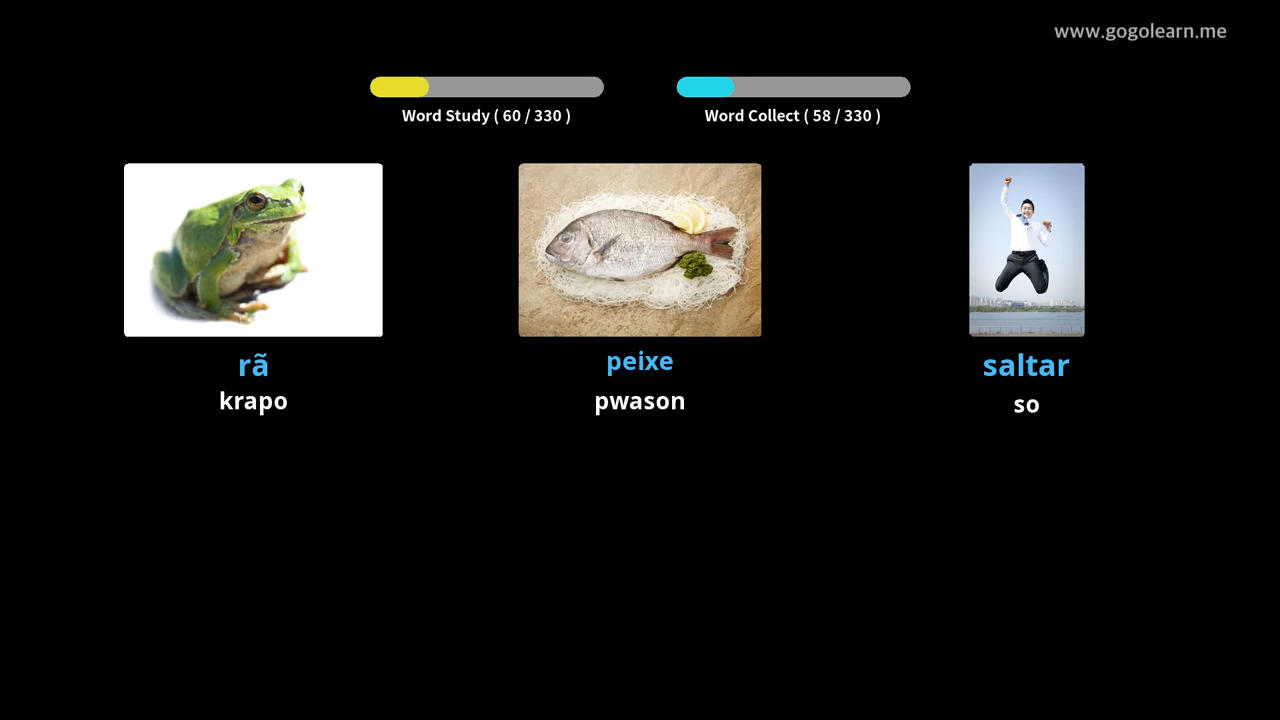 www.gogolearn.me
Word Study ( 60 / 330 )
Word Collect ( 58 / 330 )
rã
krapo
peixe
pwason
saltar
so